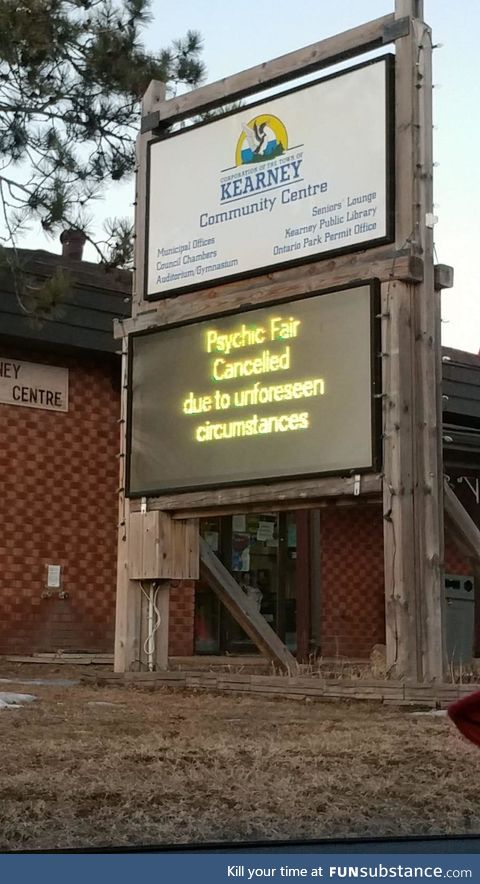 CORPORATION OF THE TOWN OF
KEARNEY
Community Centre
Municipal Offices
Council Chambers
Auditorium/Gymnasium
Seniors' Lounge
Kearney Public Library
Ontario Park Permit Office
Psychic Fair
Cancelled
due to unforeseen
circumstances
NEY
CENTRE
Kill your time at FUNsubstance.com